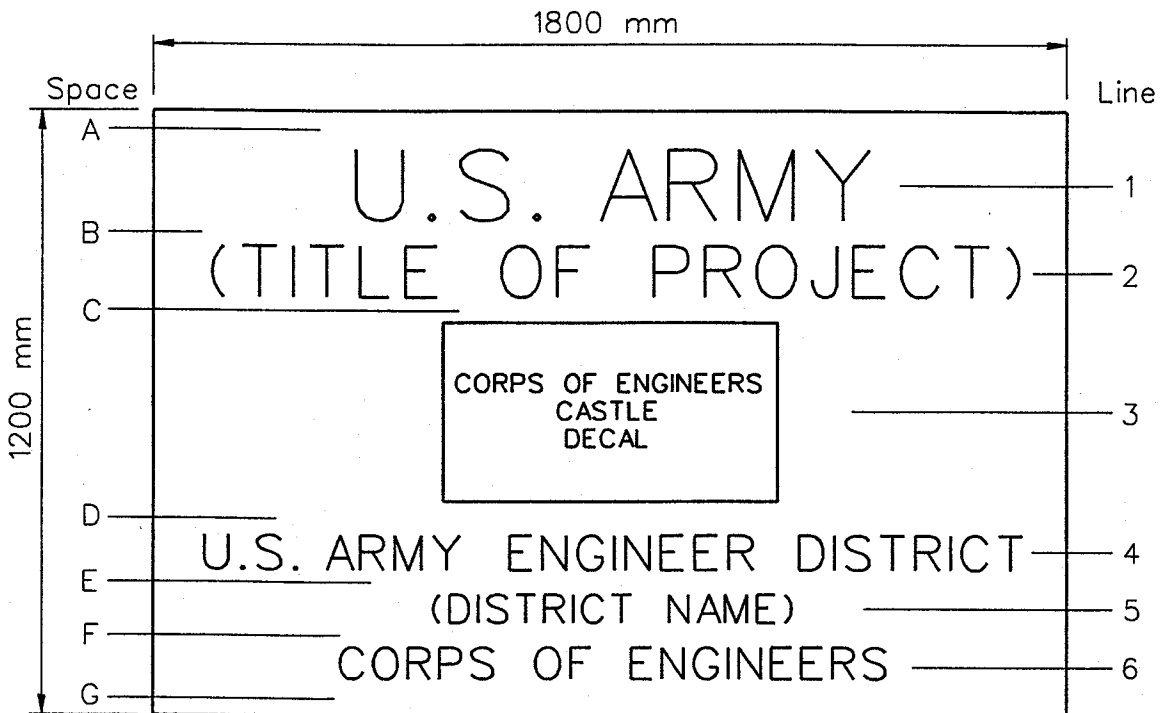 1800 mm
Space
Line
A
U.S. ARMY
1
B
(TITLE OF PROJECT)
2
C
CORPS OF ENGINEERS
CASTLE
DECAL
3
1200 mm
D
U.S. ARMY ENGINEER DISTRICT
4
E
(DISTRICT NAME)
5
F
CORPS OF ENGINEERS
6
G